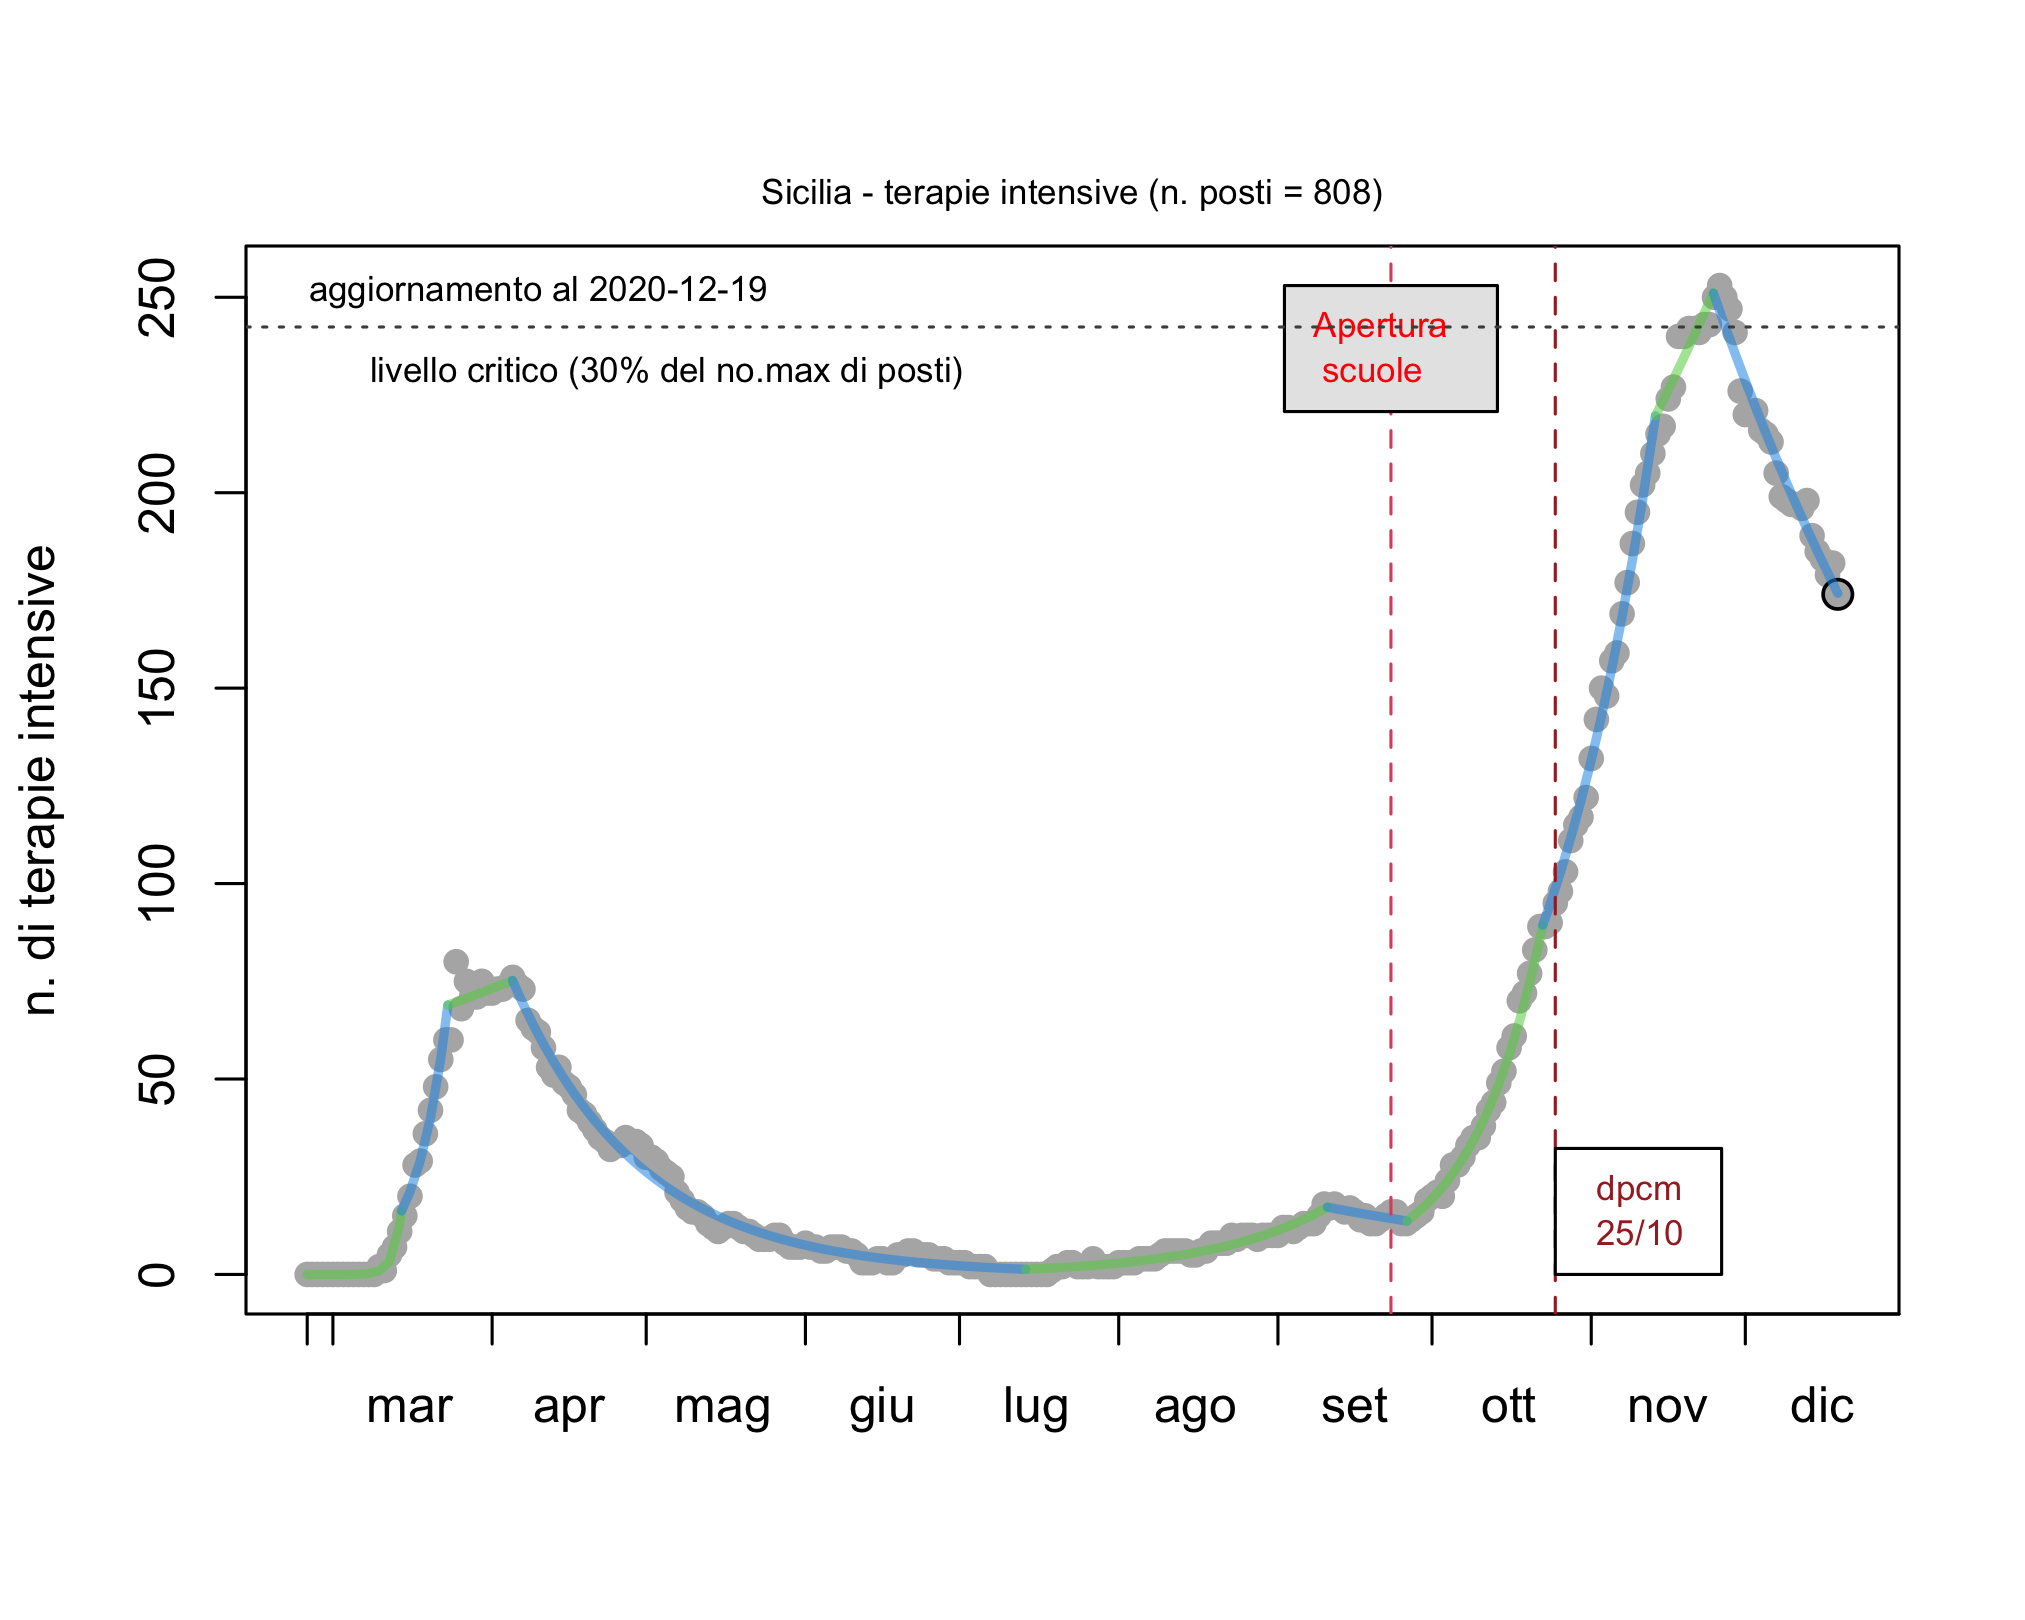 Sicilia - terapie intensive (n. posti = 808)
aggiornamento al 2020-12-19
livello critico (30% del no.max di posti)
Apertura
scuole
dpcm
25/10
n. di terapie intensive
250
200
150
100
50
0
mar apr mag giu lug ago set ott nov dic